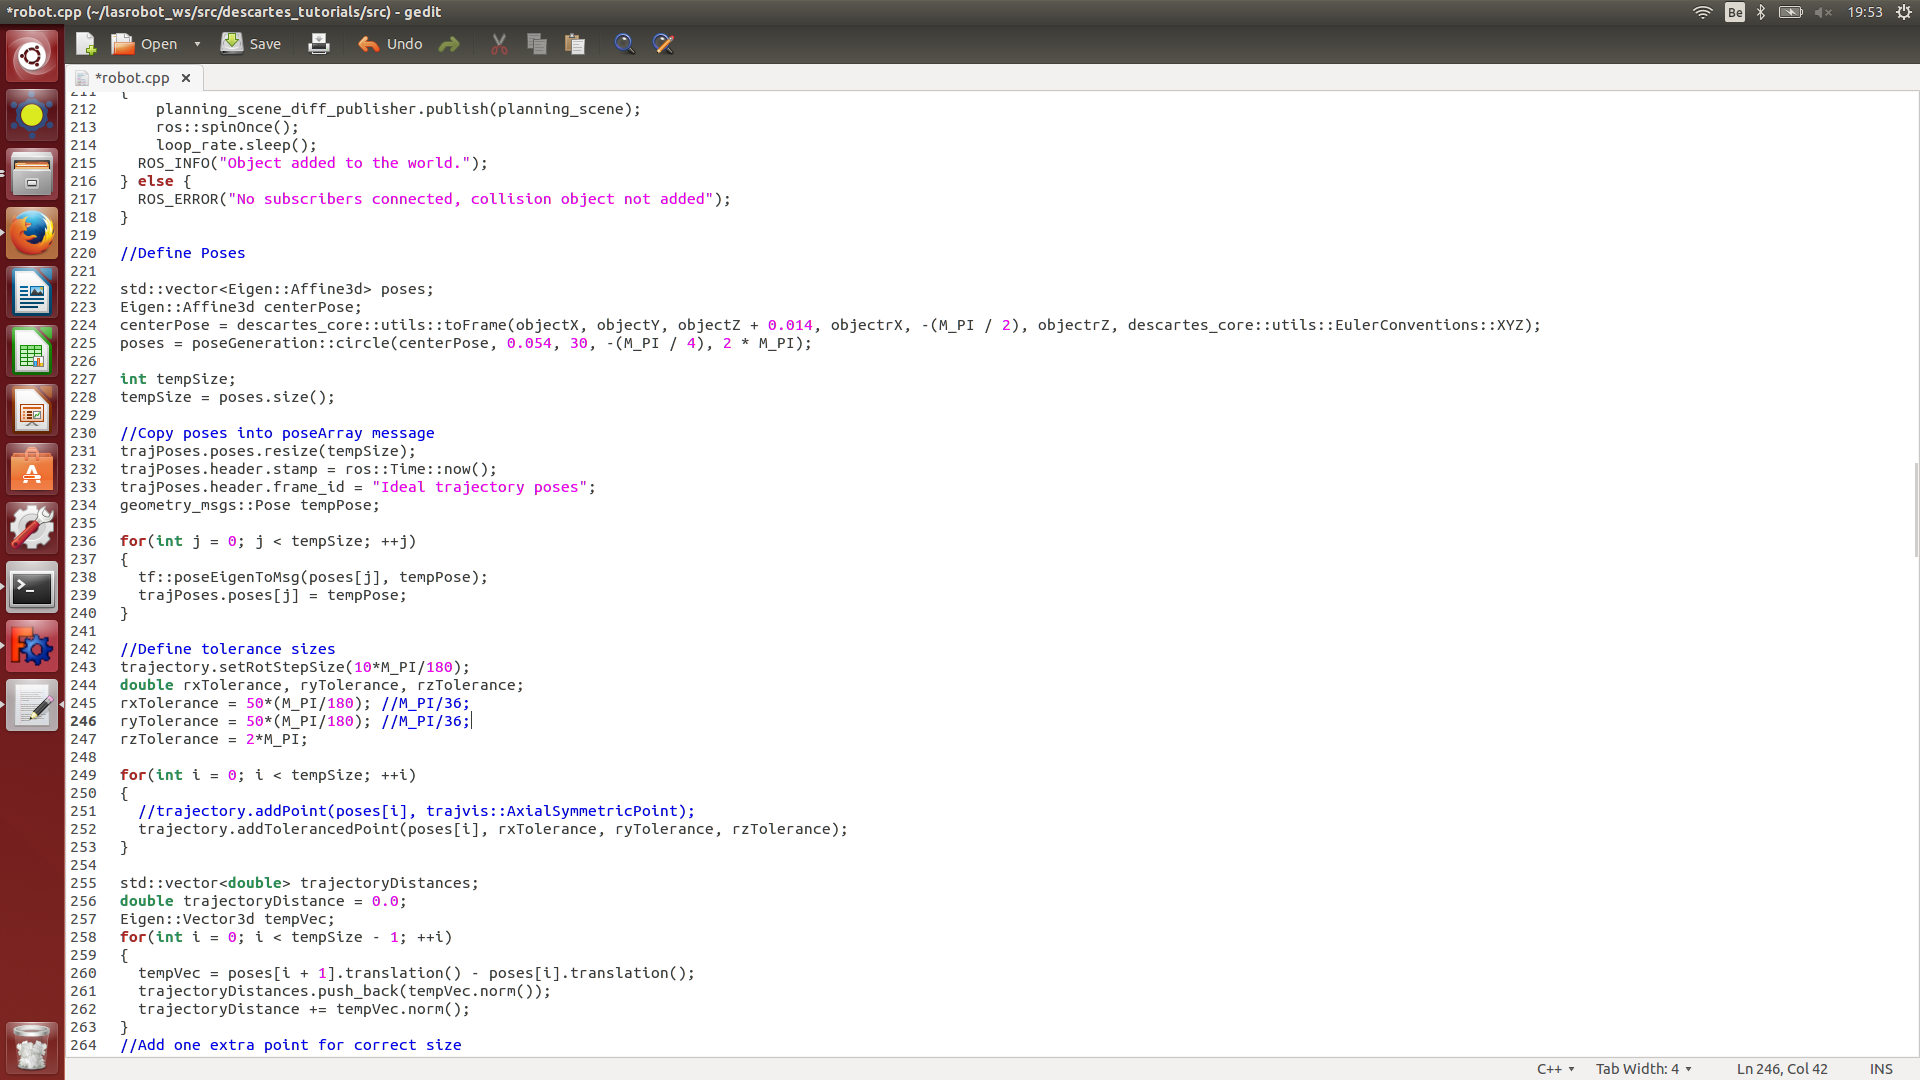 *robot.cpp (~/lasrobot_ws/src/descartes_tutorials/src) - gedit
Be
19:53
Open
Save
Undo
*robot.cpp
211 {
212 planning_scene_diff_publisher.publish(planning_scene);
213 ros::spinOnce();
214 loop_rate.sleep();
215 ROS_INFO("Object added to the world.");
216 } else {
217 ROS_ERROR("No subscribers connected, collision object not added");
218 }
219
220 //Define Poses
221
222 std::vector<Eigen::Affine3d> poses;
223 Eigen::Affine3d centerPose;
224 centerPose = descartes_core::utils::toFrame(objectX, objectY, objectZ + 0.014, objectrX, -(M_PI / 2), objectrZ, descartes_core::utils::EulerConventions::XYZ);
225 poses = poseGeneration::circle(centerPose, 0.054, 30, -(M_PI / 4), 2 * M_PI);
226
227 int tempSize;
228 tempSize = poses.size();
229
230 //Copy poses into poseArray message
231 trajPoses.poses.resize(tempSize);
232 trajPoses.header.stamp = ros::Time::now();
233 trajPoses.header.frame_id = "Ideal trajectory poses";
234 geometry_msgs::Pose tempPose;
235
236 for(int j = 0; j < tempSize; ++j)
237 {
238 tf::poseEigenToMsg(poses[j], tempPose);
239 trajPoses.poses[j] = tempPose;
240 }
241
242 //Define tolerance sizes
243 trajectory.setRotStepSize(10*M_PI/180);
244 double rxTolerance, ryTolerance, rzTolerance;
245 rxTolerance = 50*(M_PI/180); //M_PI/36;
246 ryTolerance = 50*(M_PI/180); //M_PI/36;
247 rzTolerance = 2*M_PI;
248
249 for(int i = 0; i < tempSize; ++i)
250 {
251 //trajectory.addPoint(poses[i], trajvis::AxialSymmetricPoint);
252 trajectory.addTolerancedPoint(poses[i], rxTolerance, ryTolerance, rzTolerance);
253 }
254
255 std::vector<double> trajectoryDistances;
256 double trajectoryDistance = 0.0;
257 Eigen::Vector3d tempVec;
258 for(int i = 0; i < tempSize - 1; ++i)
259 {
260 tempVec = poses[i + 1].translation() - poses[i].translation();
261 trajectoryDistances.push_back(tempVec.norm());
262 trajectoryDistance += tempVec.norm();
263 }
264 //Add one extra point for correct size
C++
Tab Width: 4
Ln 246, Col 42
INS